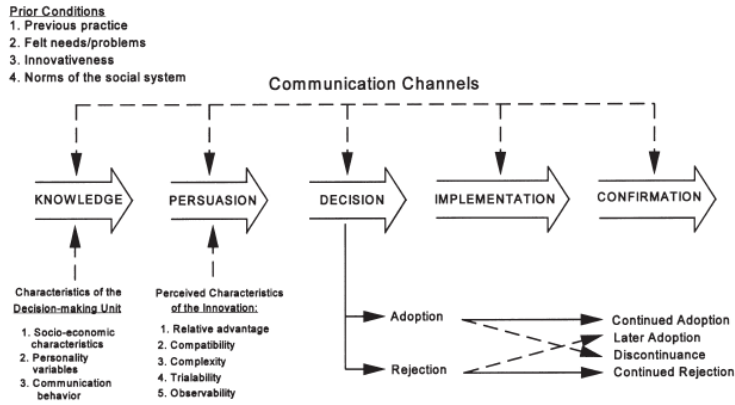 Prior Conditions
1. Previous practice
2. Felt needs/problems
3. Innovativeness
4. Norms of the social system
Communication Channels
KNOWLEDGE
PERSUASION
DECISION
IMPLEMENTATION
CONFIRMATION
Characteristics of the
Decision-making Unit
1. Socio-economic
characteristics
2. Personality
variables
3. Communication
behavior
Perceived Characteristics
of the Innovation:
1. Relative advantage
2. Compatibility
3. Complexity
4. Trialability
5. Observability
Adoption
Rejection
Continued Adoption
Later Adoption
Discontinuance
Continued Rejection